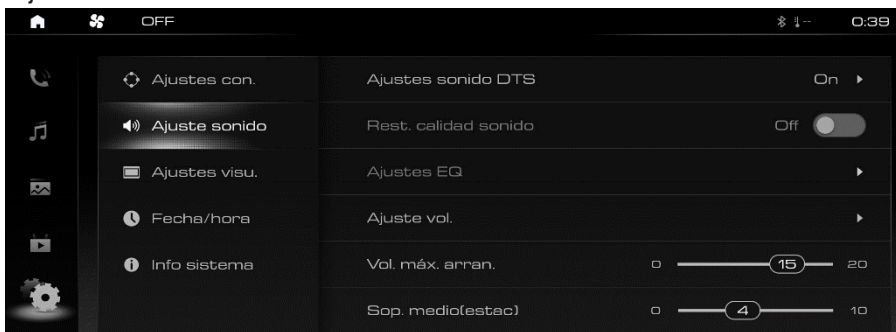 OFF -- 0:39
Ajustes con.
Ajuste sonido
Ajustes visu.
Fecha/hora
Info sistema
Ajustes sonido DTS On
Rest. calidad sonido Off
Ajustes EQ
Ajuste vol.
Vol. máx. arran. 0 15 20
Sop. medio(estac) 0 4 10